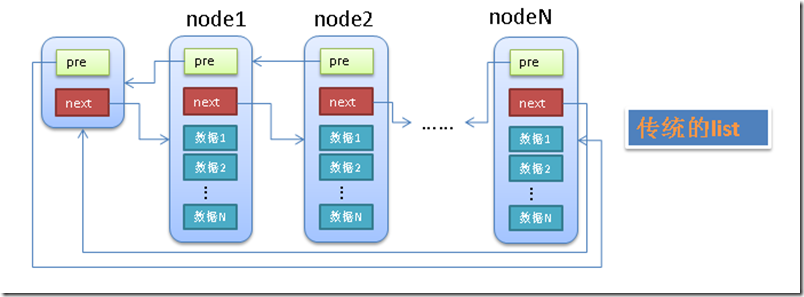 node1
node2
nodeN
pre
next
pre
next
数据1
数据2
数据N
pre
next
数据1
数据2
数据N
......
pre
next
数据1
数据2
数据N
传统的list